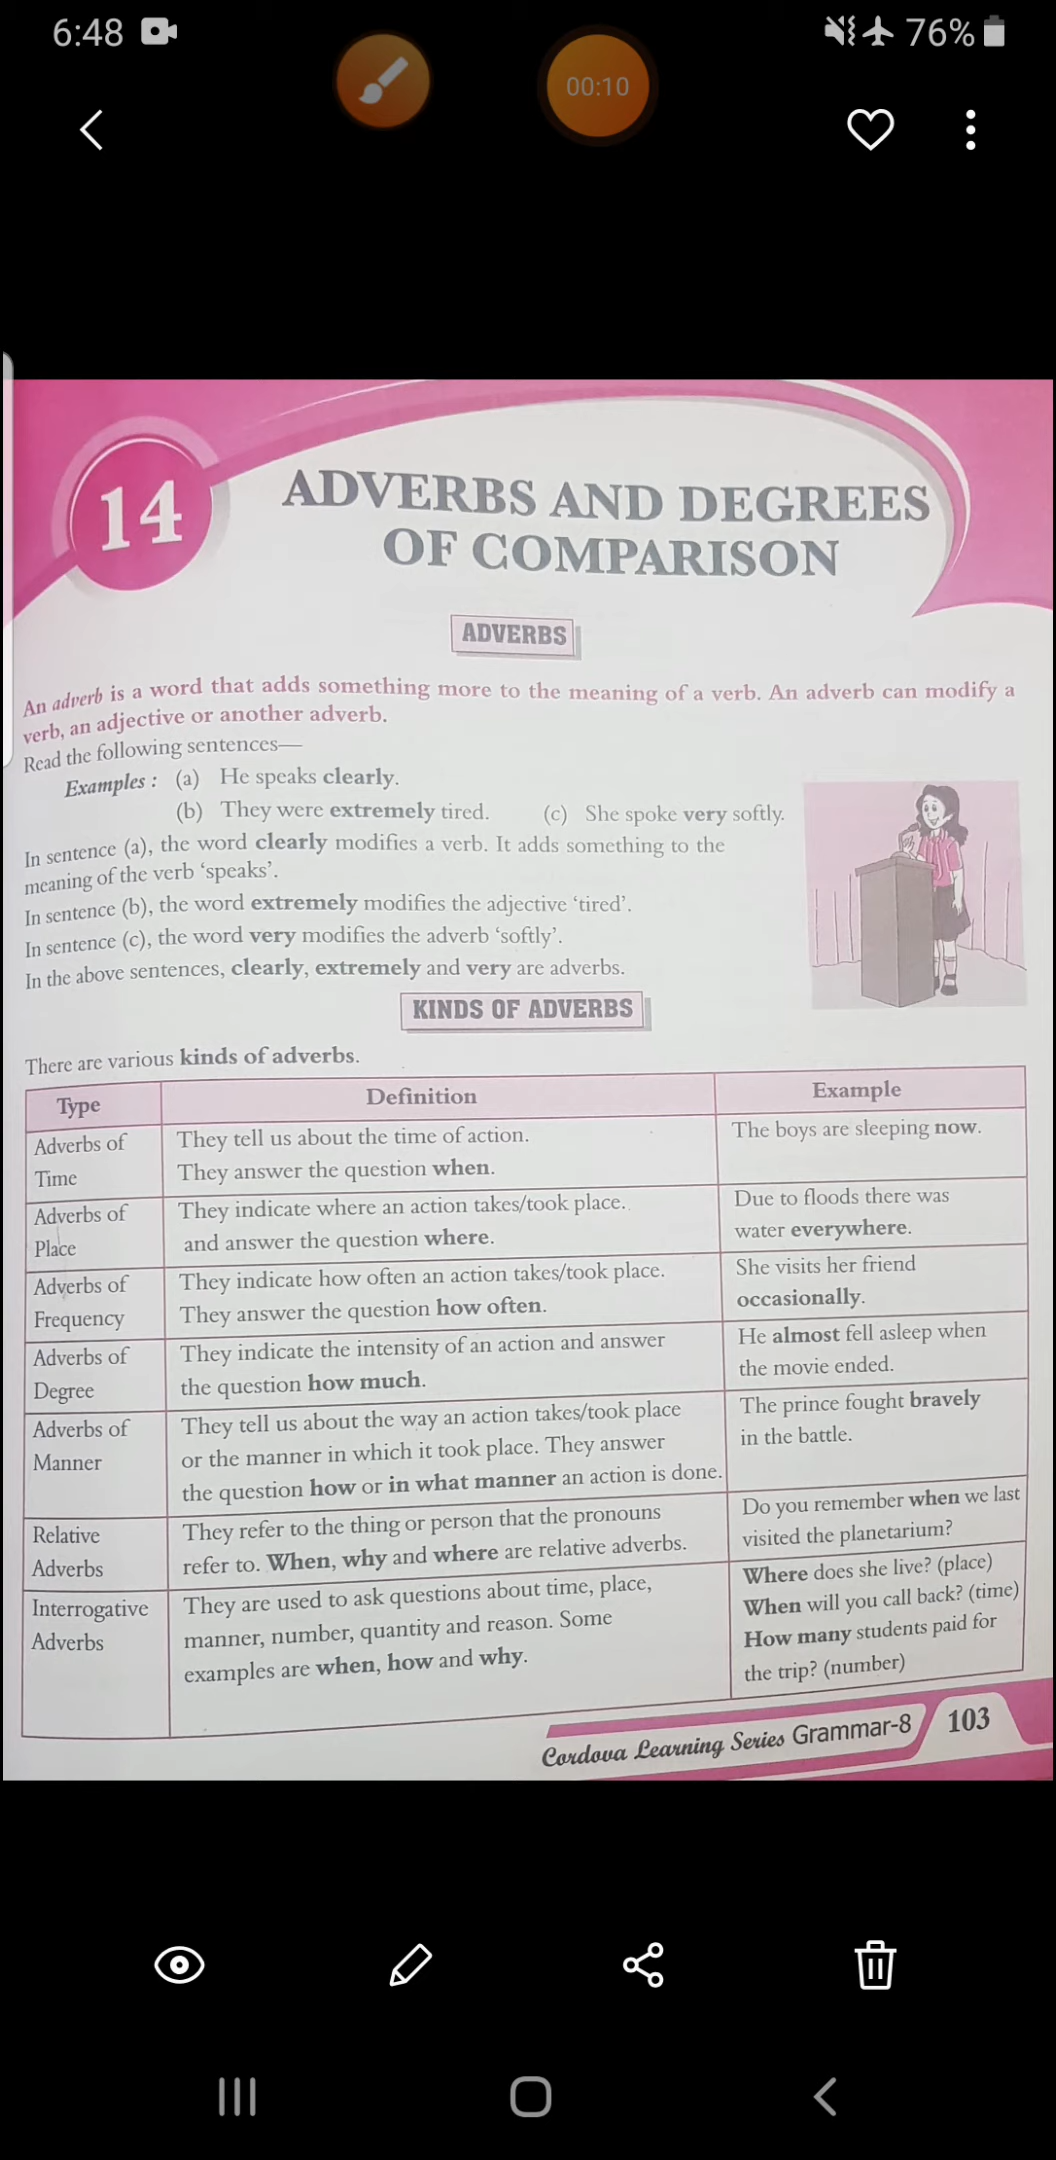 6:48
76%
00:10
14
ADVERBS AND DEGREES
OF COMPARISON
ADVERBS
An adverb is a word that adds something more to the meaning of a verb. An adverb can modify a
verb, an adjective or another adverb.
Read the following sentences—
Examples : (a) He speaks clearly.
(b) They were extremely tired. (c) She spoke very softly.
In sentence (a), the word clearly modifies a verb. It adds something to the
meaning of the verb ‘speaks’.
In sentence (b), the word extremely modifies the adjective ‘tired’.
In sentence (c), the word very modifies the adverb ‘softly’.
In the above sentences, clearly, extremely and very are adverbs.
KINDS OF ADVERBS
There are various kinds of adverbs.
Type Definition Example
Adverbs of
Time
They tell us about the time of action.
They answer the question when.
The boys are sleeping now.
Adverbs of
Place
They indicate where an action takes/took place.
and answer the question where.
Due to floods there was
water everywhere.
Adverbs of
Frequency
They indicate how often an action takes/took place.
They answer the question how often.
She visits her friend
occasionally.
Adverbs of
Degree
They indicate the intensity of an action and answer
the question how much.
He almost fell asleep when
the movie ended.
Adverbs of
Manner
They tell us about the way an action takes/took place
or the manner in which it took place. They answer
the question how or in what manner an action is done.
The prince fought bravely
in the battle.
Relative
Adverbs
They refer to the thing or person that the pronouns
refer to. When, why and where are relative adverbs.
Do you remember when we last
visited the planetarium?
Interrogative
Adverbs
They are used to ask questions about time, place,
manner, number, quantity and reason. Some
examples are when, how and why.
Where does she live? (place)
When will you call back? (time)
How many students paid for
the trip? (number)
Cordova Learning Series Grammar-8 103